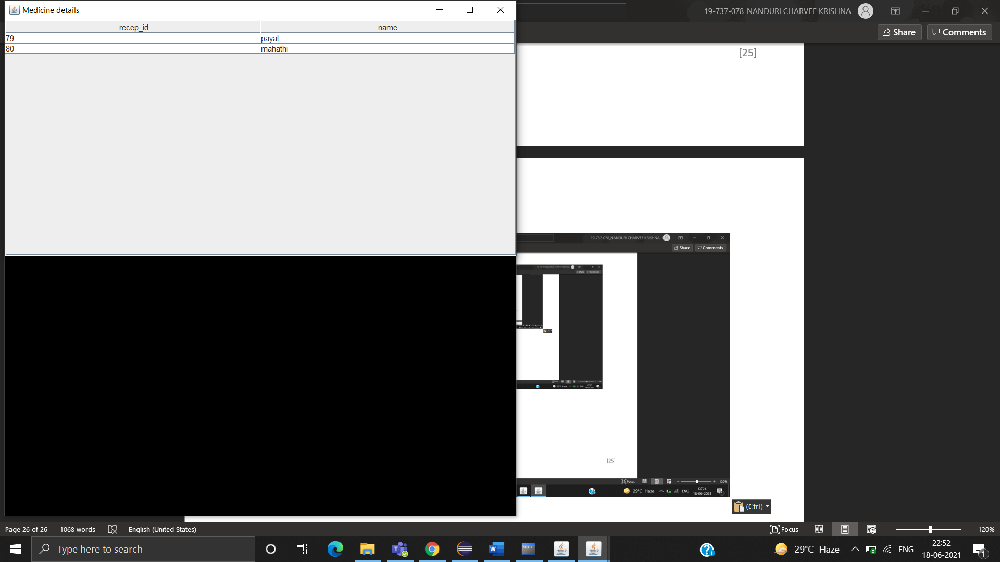 Medicine details
19-737-078_NANDURI CHARVEE KRISHNA
Share
Comments
recep_id name
79 payal
80 mahathi
[25]
19-737-078_NANDURI CHARVEE KRISHNA
Share Comments
[25]
Focus 120%
29°C Haze ENG 22:52
18-06-2021
(Ctrl)
Page 26 of 26 1068 words English (United States) Focus 120%
Type here to search
SQL>
29°C Haze ENG 22:52
18-06-2021
1